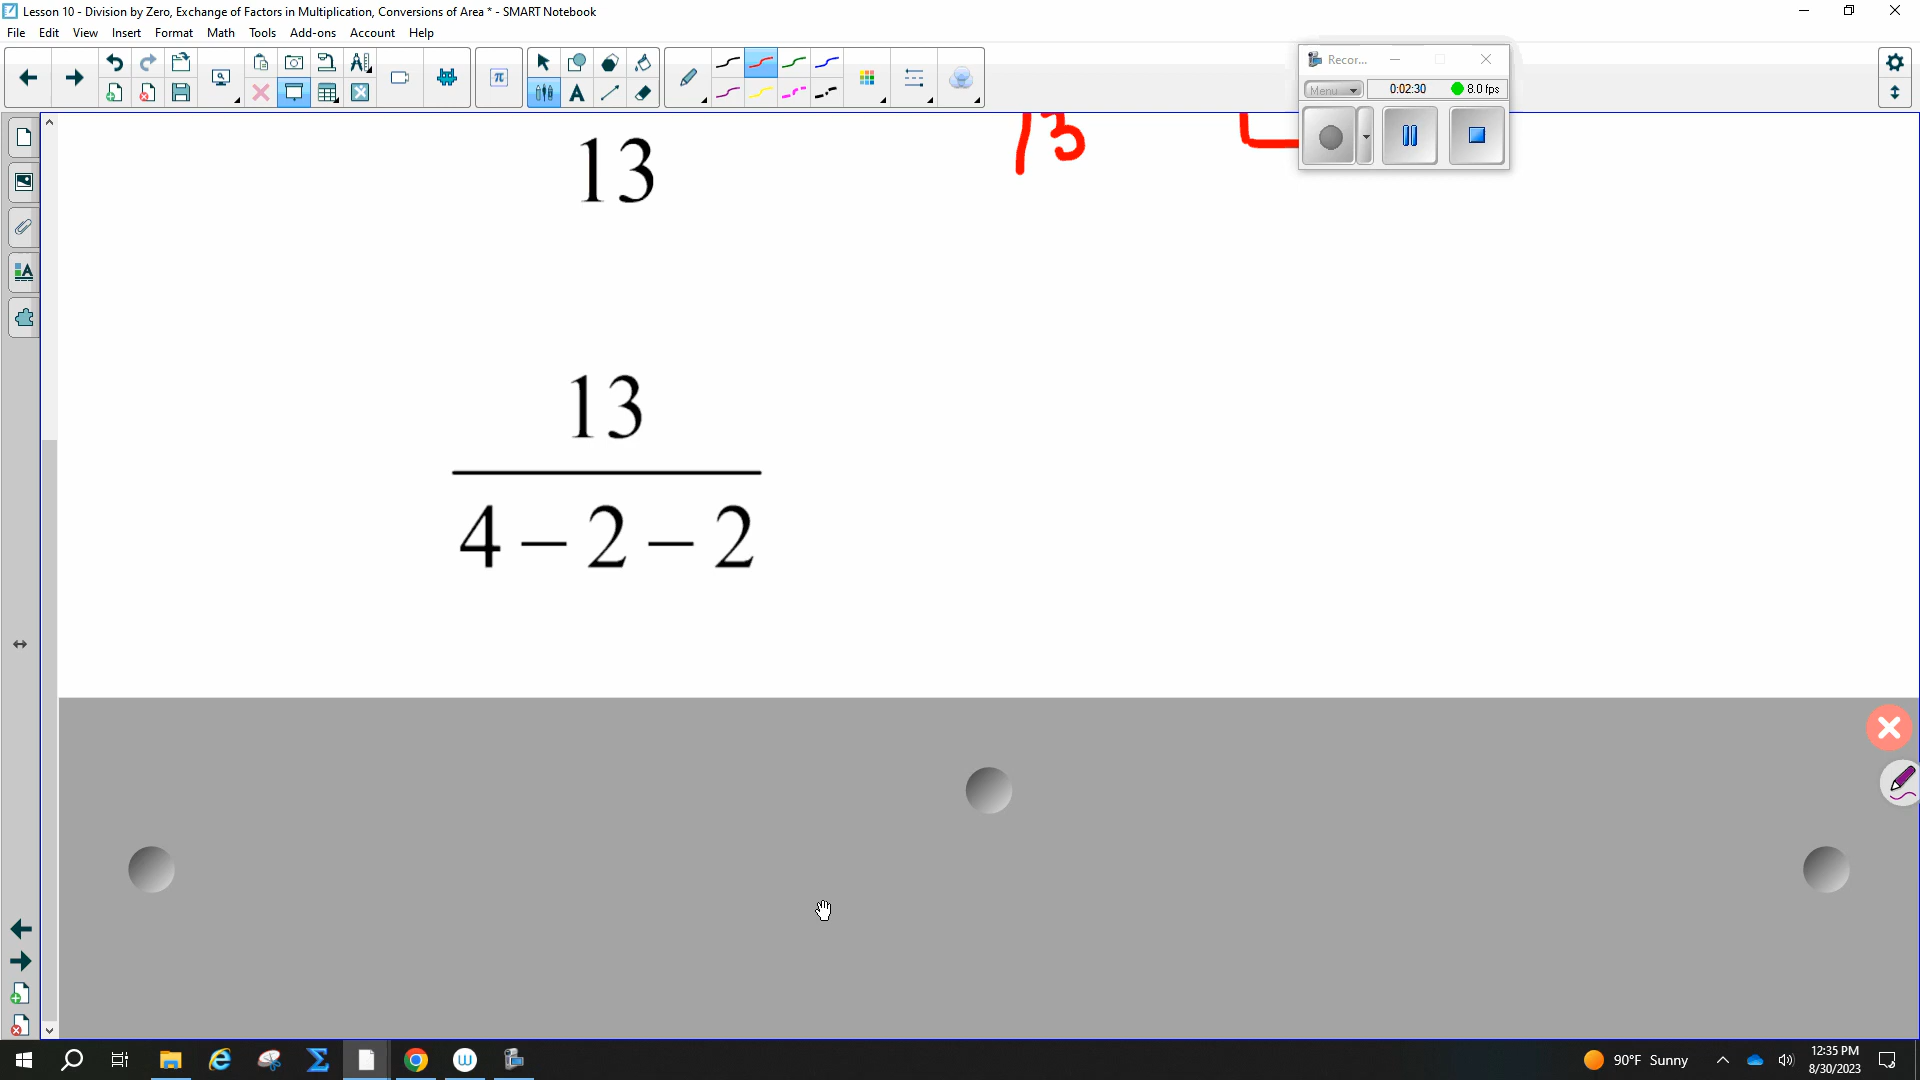 Lesson 10 - Division by Zero, Exchange of Factors in Multiplication, Conversions of Area * - SMART Notebook
File Edit View Insert Format Math Tools Add-ons Account Help
Recor...
Menu 0:02:30 8.0 fps
13 13
13
4 – 2 – 2
90°F Sunny
12:35 PM
8/30/2023